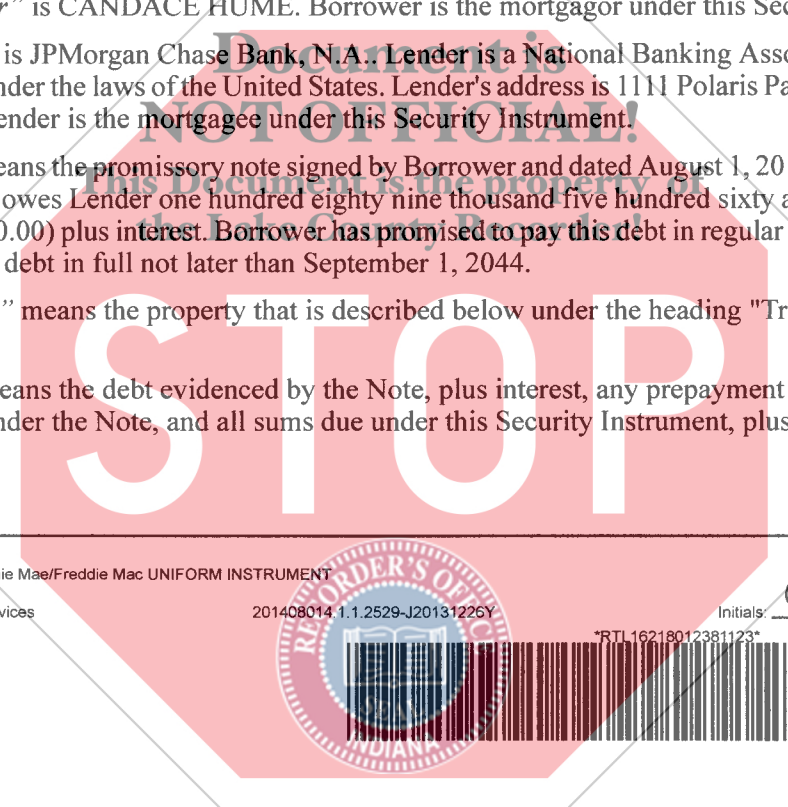 r” is CANDACE HUME. Borrower is the mortgagor under this Sec
is JPMorgan Chase Bank, N.A.. Lender is a National Banking Asso
Document is
nder the laws of the United States. Lender's address is 1111 Polaris Pa
ender is the mortgagee under this Security Instrument.
NOT OFFICIAL!
eans the promissory note signed by Borrower and dated August 1, 20
This Document is the property of
owes Lender one hundred eighty nine thousand five hundred sixty a
0.00) plus interest. Borrower has promised to pay this debt in regular
the Lake County Recorder!
debt in full not later than September 1, 2044.
” means the property that is described below under the heading "Tr
eans the debt evidenced by the Note, plus interest, any prepayment
nder the Note, and all sums due under this Security Instrument, plus
STOP
ie Mae/Freddie Mac UNIFORM INSTRUMENT
vices
201408014.1.1.2529-J20131226Y
Initials:
*RTL16218012381123*
RECORDER'S OFFICE
SEAL
INDIANA